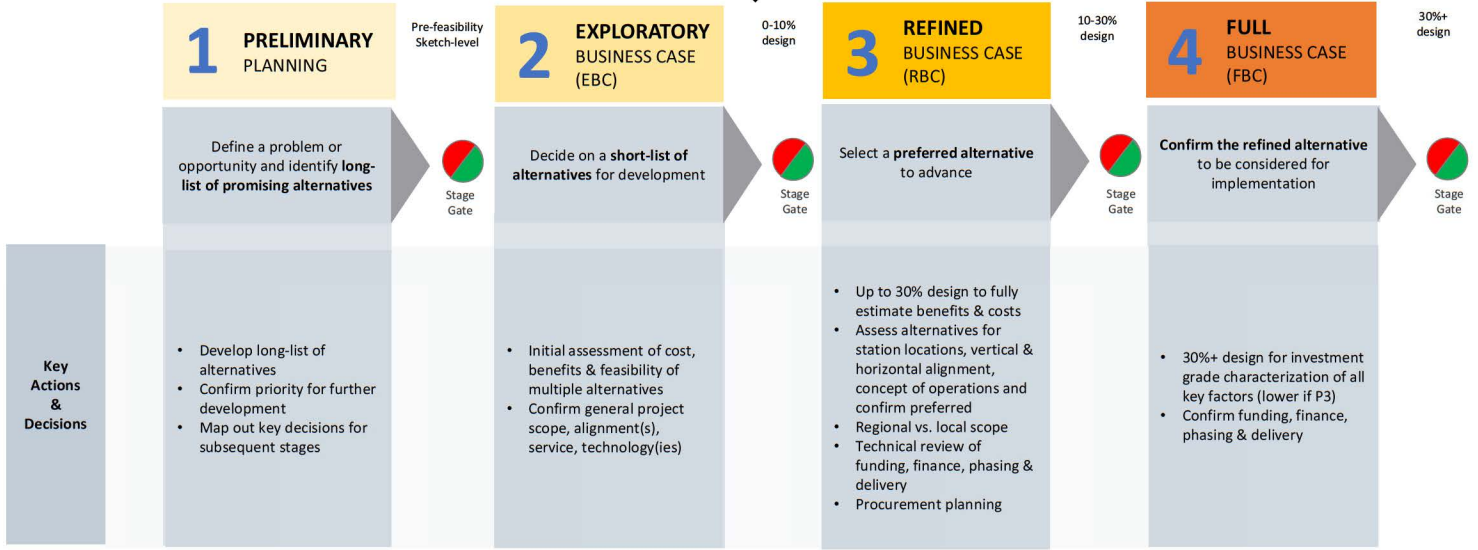 1
PRELIMINARY
PLANNING
Pre-feasibility
Sketch-level
2
EXPLORATORY
BUSINESS CASE
(EBC)
0-10%
design
3
REFINED
BUSINESS CASE
(RBC)
10-30%
design
4
FULL
BUSINESS CASE
(FBC)
30%+
design
Define a problem or
opportunity and identify long-
list of promising alternatives
Stage
Gate
Decide on a short-list of
alternatives for development
Stage
Gate
Select a preferred alternative
to advance
Stage
Gate
Confirm the refined alternative
to be considered for
implementation
Stage
Gate
Key
Actions
&
Decisions
• Develop long-list of
alternatives
• Confirm priority for further
development
• Map out key decisions for
subsequent stages
• Initial assessment of cost,
benefits & feasibility of
multiple alternatives
• Confirm general project
scope, alignment(s),
service, technology(ies)
• Up to 30% design to fully
estimate benefits & costs
• Assess alternatives for
station locations, vertical &
horizontal alignment,
concept of operations and
confirm preferred
• Regional vs. local scope
• Technical review of
funding, finance, phasing &
delivery
• Procurement planning
• 30%+ design for investment
grade characterization of all
key factors (lower if P3)
• Confirm funding, finance,
phasing & delivery